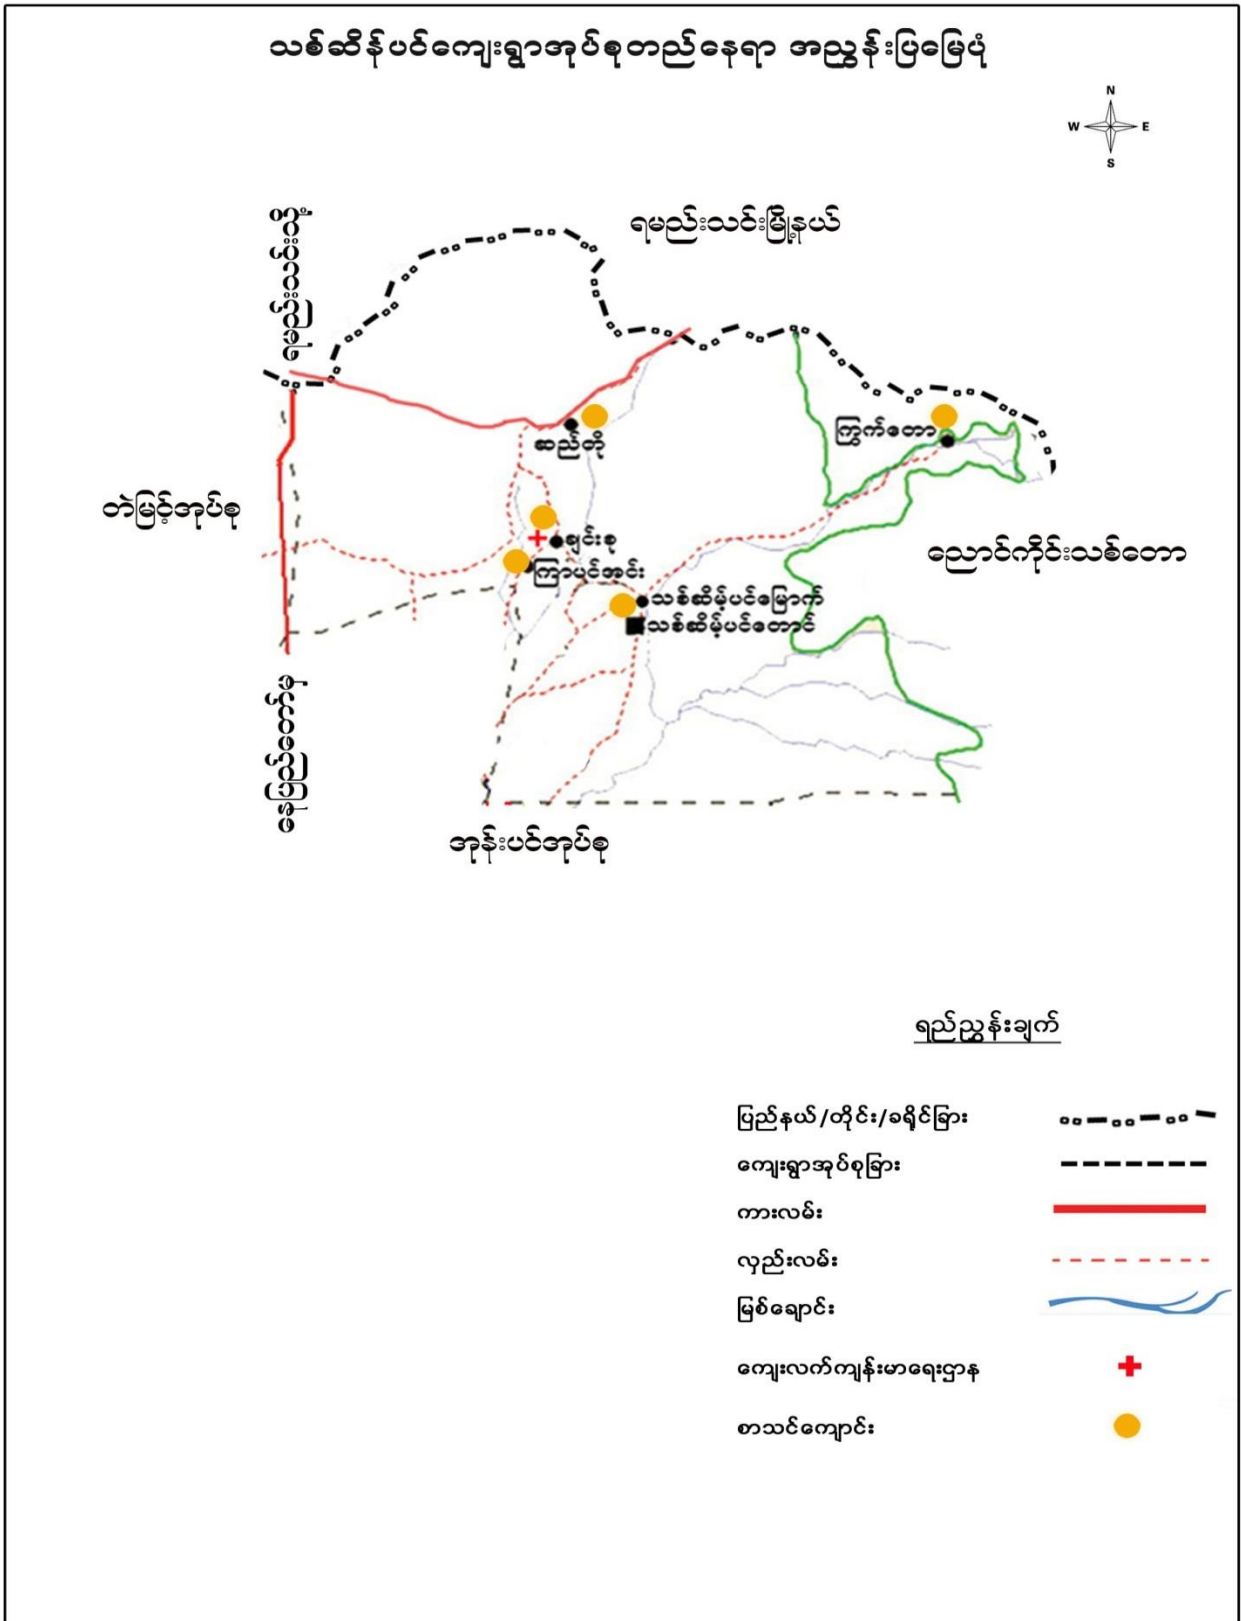 သစ်ဆိန်ပင်ကျေးရွာအုပ်စုတည်နေရာ အညွှန်းပြမြေပုံ
N
W E
S
ရမည်းသင်းမြို့နယ်
ရမည်းသင်းသို့
ကြွက်တော
ဆည်တို
တဲမြင့်အုပ်စု
ချင်းစု
ညောင်ကိုင်းသစ်တော
ကြာပင်အင်း
သစ်ဆိမ့်ပင်မြောက်
သစ်ဆိမ့်ပင်တောင်
အုန်းပင်အုပ်စု
ရည်ညွှန်းချက်
ပြည်နယ်/တိုင်း/ခရိုင်ခြား
ကျေးရွာအုပ်စုခြား
ကားလမ်း
လှည်းလမ်း
မြစ်ချောင်း
ကျေးလက်ကျန်းမာရေးဌာန
စာသင်ကျောင်း